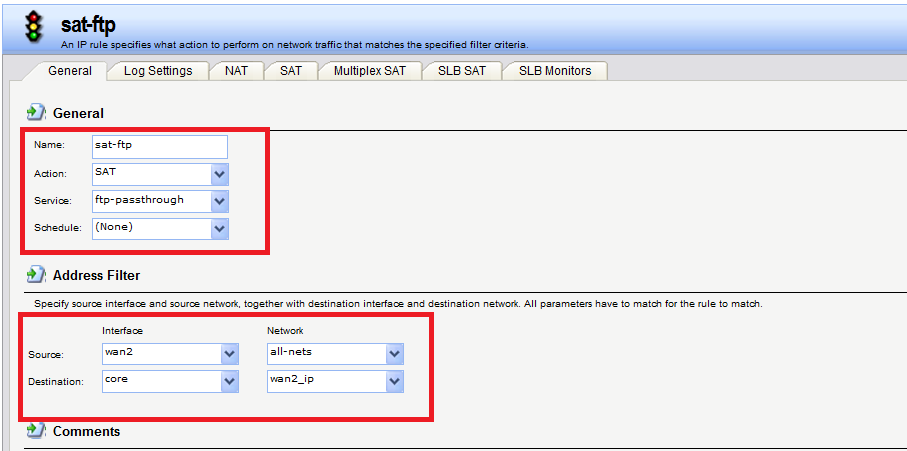 sat-ftp
An IP rule specifies what action to perform on network traffic that matches the specified filter criteria.
General Log Settings NAT SAT Multiplex SAT SLB SAT SLB Monitors
General
Name: sat-ftp
Action: SAT
Service: ftp-passthrough
Schedule: (None)
Address Filter
Specify source interface and source network, together with destination interface and destination network. All parameters have to match for the rule to match.
Interface Network
Source: wan2 all-nets
Destination: core wan2_ip
Comments